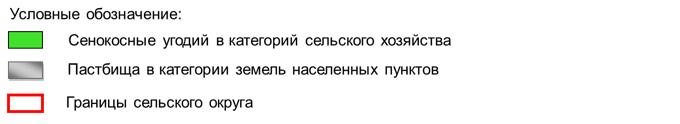 Условные обозначение:
Сенокосные угодий в категорий сельского хозяйства
Пастбища в категории земель населенных пунктов
Границы сельского округа